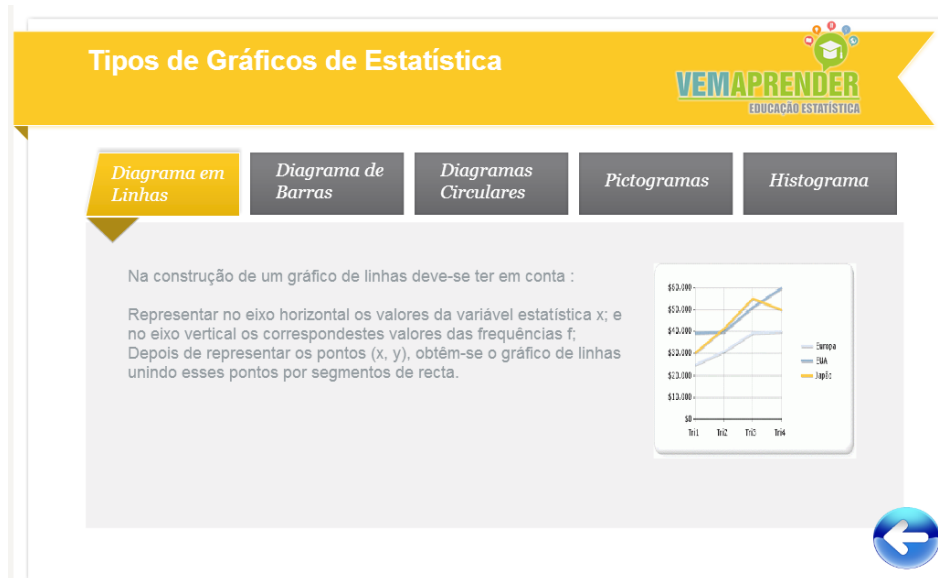 Tipos de Gráficos de Estatística
VEMAPRENDER
EDUCAÇÃO ESTATÍSTICA
Diagrama em
Linhas
Diagrama de
Barras
Diagramas
Circulares
Pictogramas
Histograma
Na construção de um gráfico de linhas deve-se ter em conta :
Representar no eixo horizontal os valores da variável estatística x; e
no eixo vertical os correspondestes valores das frequências f;
Depois de representar os pontos (x, y), obtêm-se o gráfico de linhas
unindo esses pontos por segmentos de recta.
$60.000
$50.000
$40.000
$30.000
$20.000
$10.000
$0
Tri1 Tri2 Tri3 Tri4
Europa
EUA
Japão